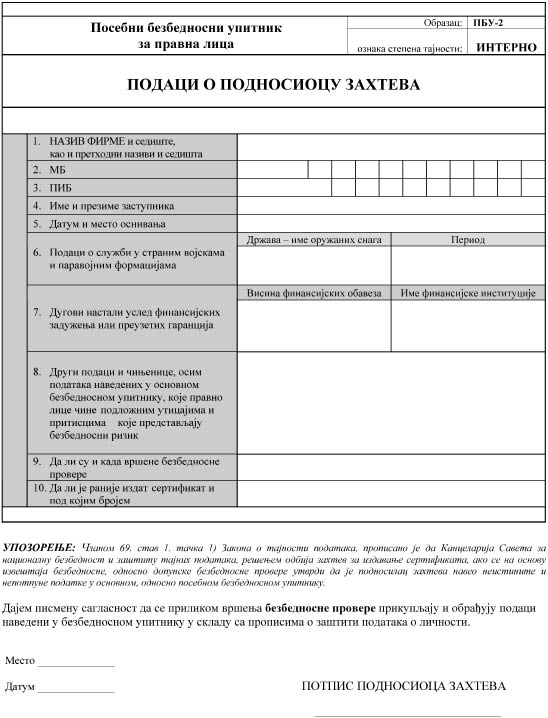 Посебни безбедносни упитник
за правна лица
Образац: ПБУ-2
ознака степена тајности: ИНТЕРНО
ПОДАЦИ О ПОДНОСИОЦУ ЗАХТЕВА
1. НАЗИВ ФИРМЕ и седиште,
као и претходни називи и седишта
2. МБ
3. ПИБ
4. Име и презиме заступника
5. Датум и место оснивања
6. Подаци о служби у страним војскама
и паравојним формацијама
Држава – име оружаних снага
Период
7. Дугови настали услед финансијских
задужења или преузетих гаранција
Висина финансијских обавеза
Име финансијске институције
8. Други подаци и чињенице, осим
података наведених у основном
безбедносном упитнику, које правно
лице чине подложним утицајима и
притисцима које представљају
безбедносни ризик
9. Да ли су и када вршене безбедносне
провере
10. Да ли је раније издат сертификат и
под којим бројем
УПОЗОРЕЊЕ: Чланом 69. став 1. тачка 1) Закона о тајности података, прописано је да Канцеларија Савета за
националну безбедност и заштиту тајних података, решењем одбија захтев за издавање сертификата, ако се на основу
извештаја безбедносне, односно допунске безбедносне провере утврди да је подносилац захтева навео неистините и
непотпуне податке у основном, односно посебном безбедносном упитнику.
Дајем писмену сагласност да се приликом вршења безбедносне провере прикупљају и обрађују подаци
наведени у безбедносном упитнику у складу са прописима о заштити података о личности.
Место
Датум
ПОТПИС ПОДНОСИОЦА ЗАХТЕВА